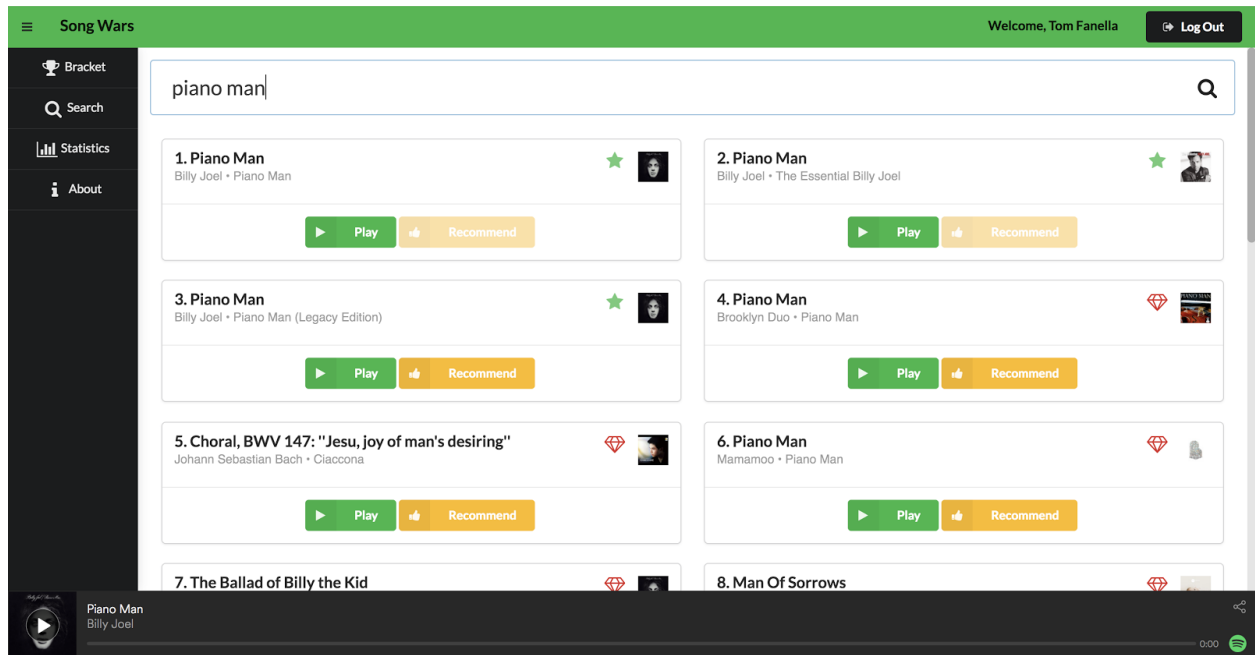 Song Wars
Welcome, Tom Fanella
Log Out
Bracket
Search
Statistics
About
piano man
1. Piano Man
Billy Joel • Piano Man
Play
Recommend
2. Piano Man
Billy Joel • The Essential Billy Joel
Play
Recommend
3. Piano Man
Billy Joel • Piano Man (Legacy Edition)
Play
Recommend
4. Piano Man
Brooklyn Duo • Piano Man
PIANO MAN
Play
Recommend
5. Choral, BWV 147: ''Jesu, joy of man's desiring''
Johann Sebastian Bach • Ciaccona
Play
Recommend
6. Piano Man
Mamamoo • Piano Man
Play
Recommend
7. The Ballad of Billy the Kid
8. Man Of Sorrows
Piano Man
Billy Joel
0:00